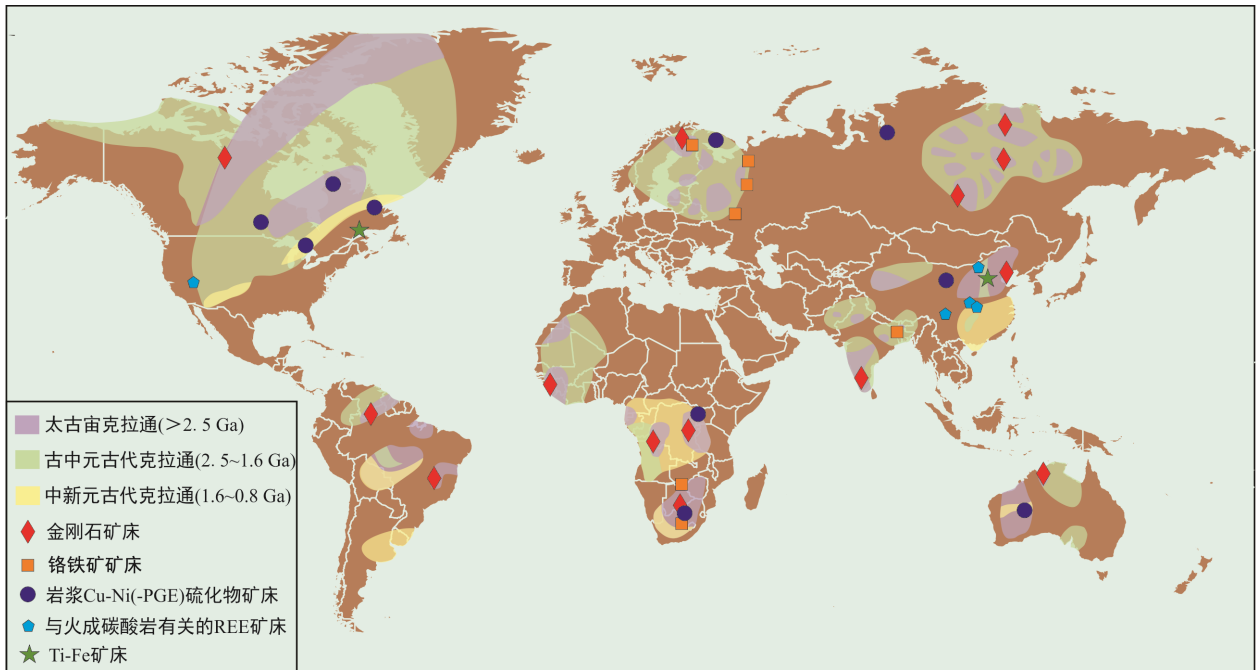 太古宙克拉通(＞2. 5 Ga)
古中元古代克拉通(2. 5~1.6 Ga)
中新元古代克拉通(1.6~0.8 Ga)
金刚石矿床
铬铁矿矿床
岩浆Cu-Ni(-PGE)硫化物矿床
与火成碳酸岩有关的REE矿床
Ti-Fe矿床